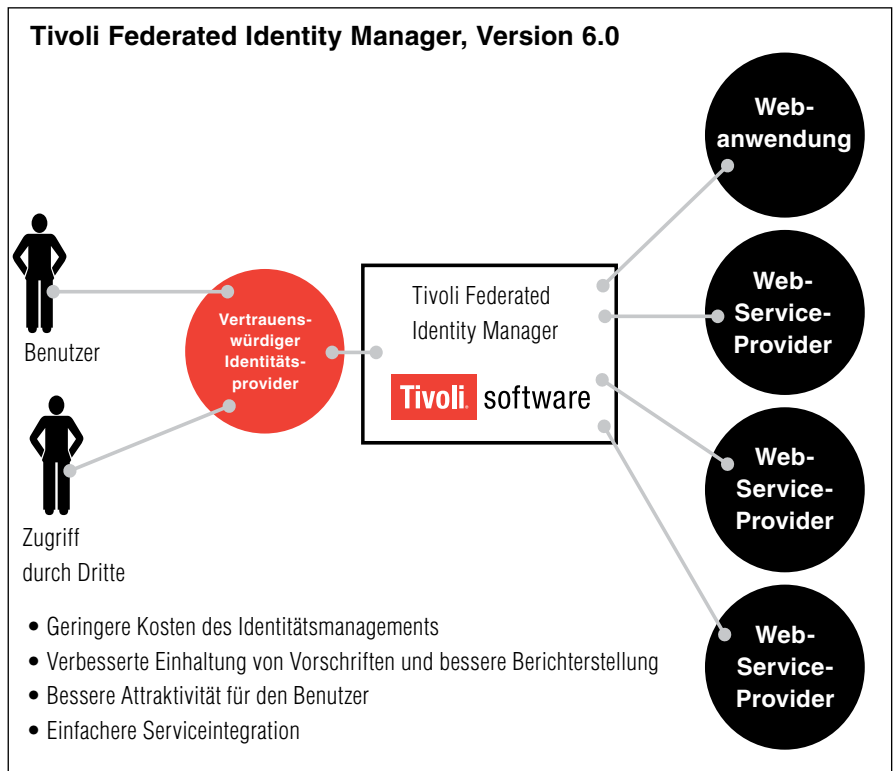 Tivoli Federated Identity Manager, Version 6.0
Benutzer
Zugriff
durch Dritte
Vertrauens-
würdiger
Identitäts-
provider
Tivoli Federated
Identity Manager
Tivoli. software
Web-
anwendung
Web-
Service-
Provider
Web-
Service-
Provider
Web-
Service-
Provider
• Geringere Kosten des Identitätsmanagements
• Verbesserte Einhaltung von Vorschriften und bessere Berichterstellung
• Bessere Attraktivität für den Benutzer
• Einfachere Serviceintegration